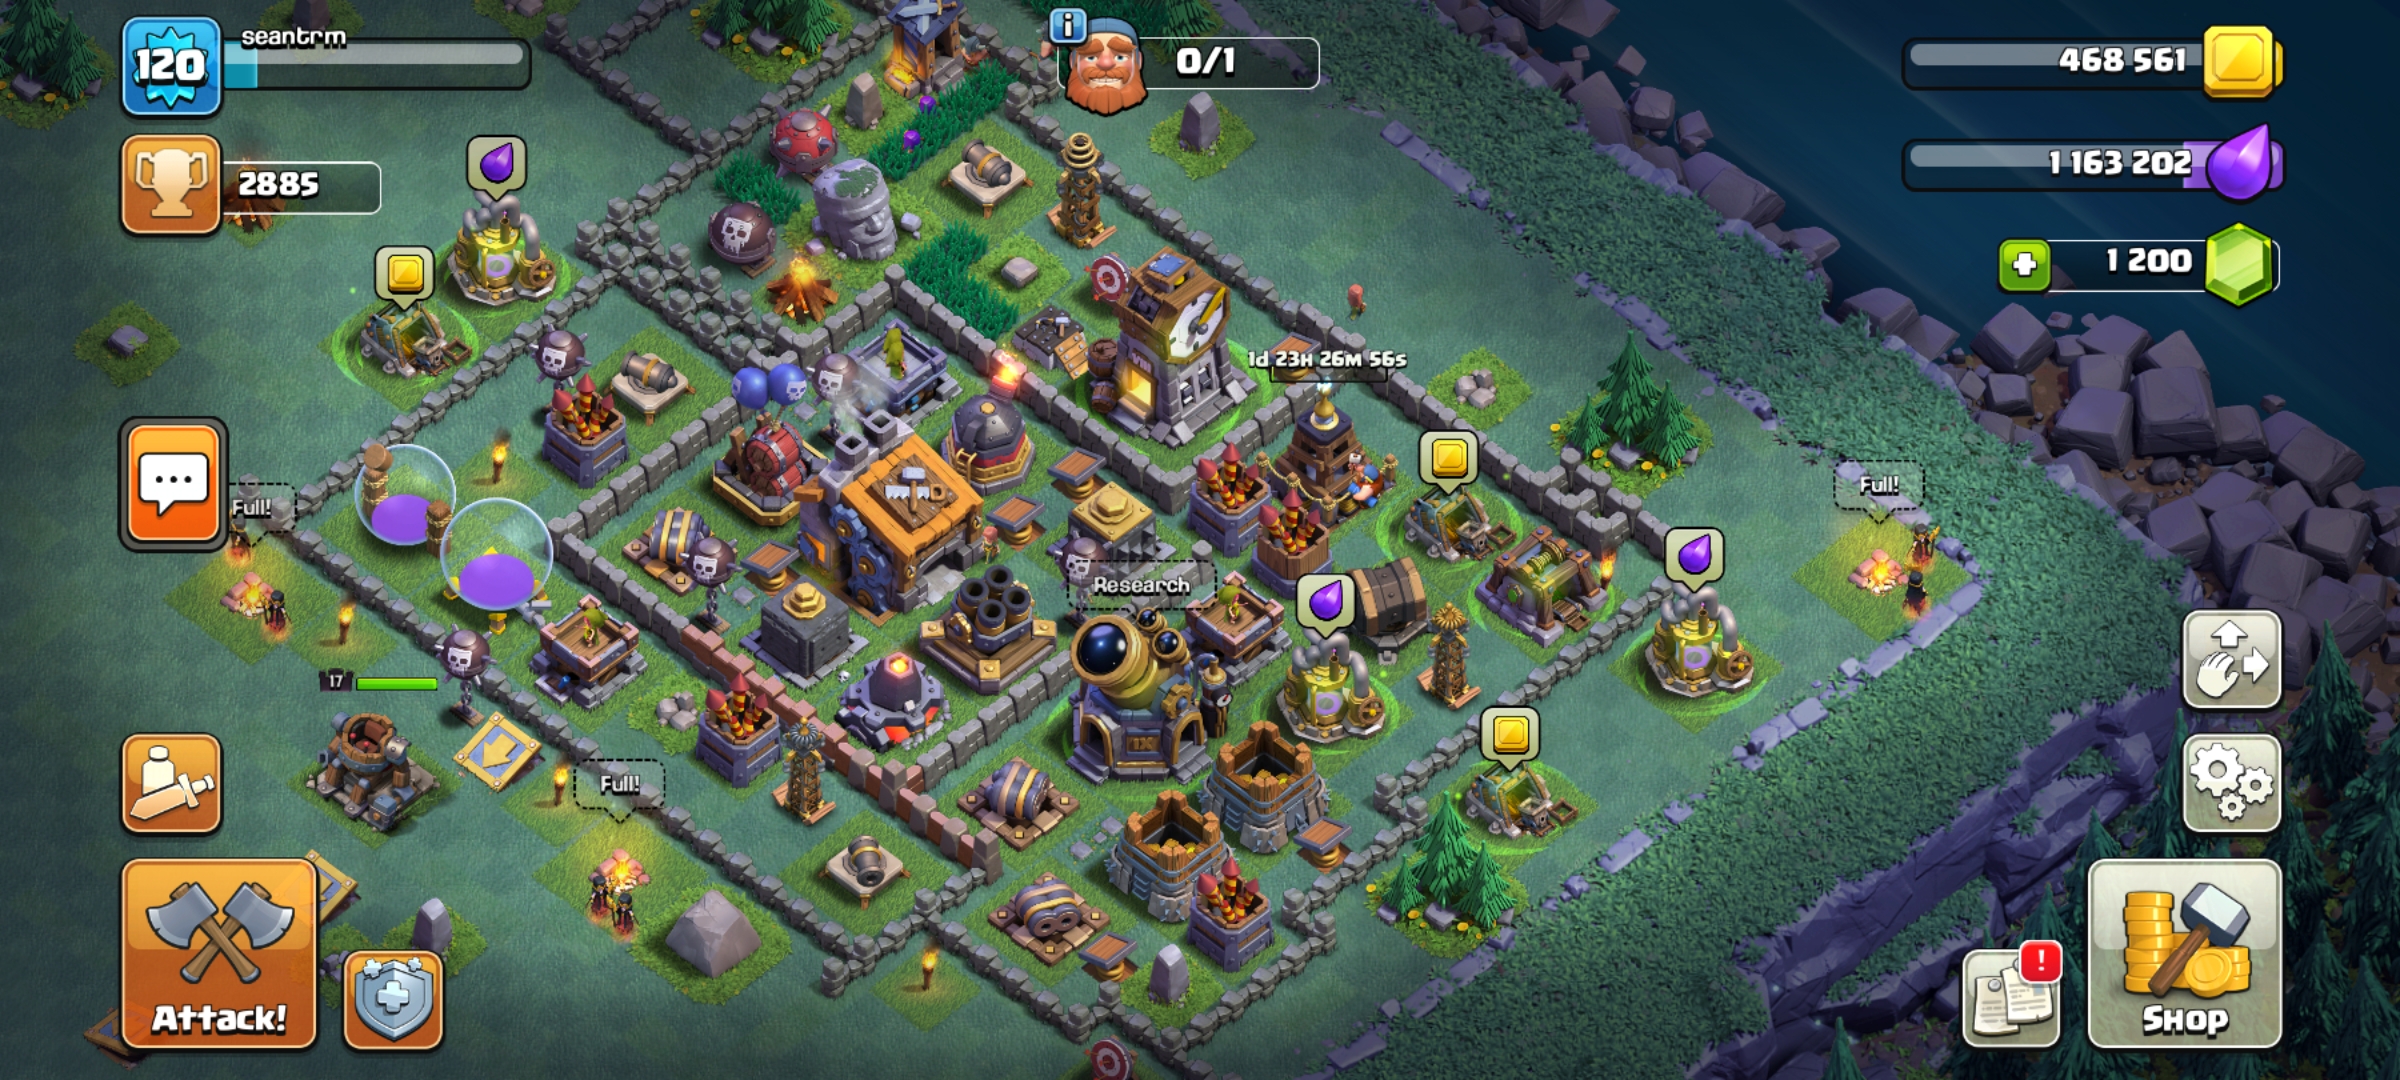 120
seantrm
0/1
468 561
2885
1 163 202
1 200
1d 23H 26M 56s
Full!
Full!
Research
17
IX
Full!
Attack!
!
Shop